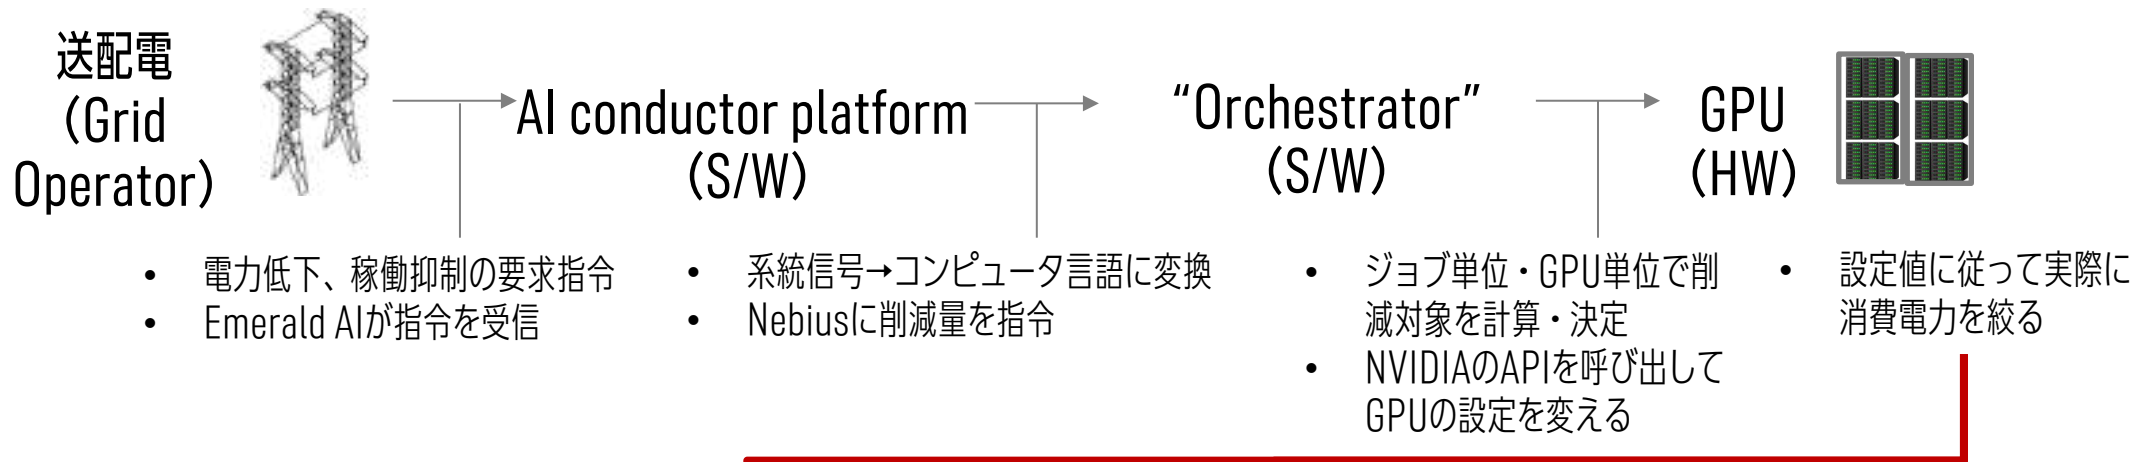 送配電
(Grid
Operator)
AI conductor platform
(S/W)
“Orchestrator”
(S/W)
GPU
(HW)
• 電力低下、稼働抑制の要求指令
• Emerald AIが指令を受信
• 系統信号→コンピュータ言語に変換
• Nebiusに削減量を指令
• ジョブ単位・GPU単位で削
減対象を計算・決定
• NVIDIAのAPIを呼び出して
GPUの設定を変える
• 設定値に従って実際に
消費電力を絞る